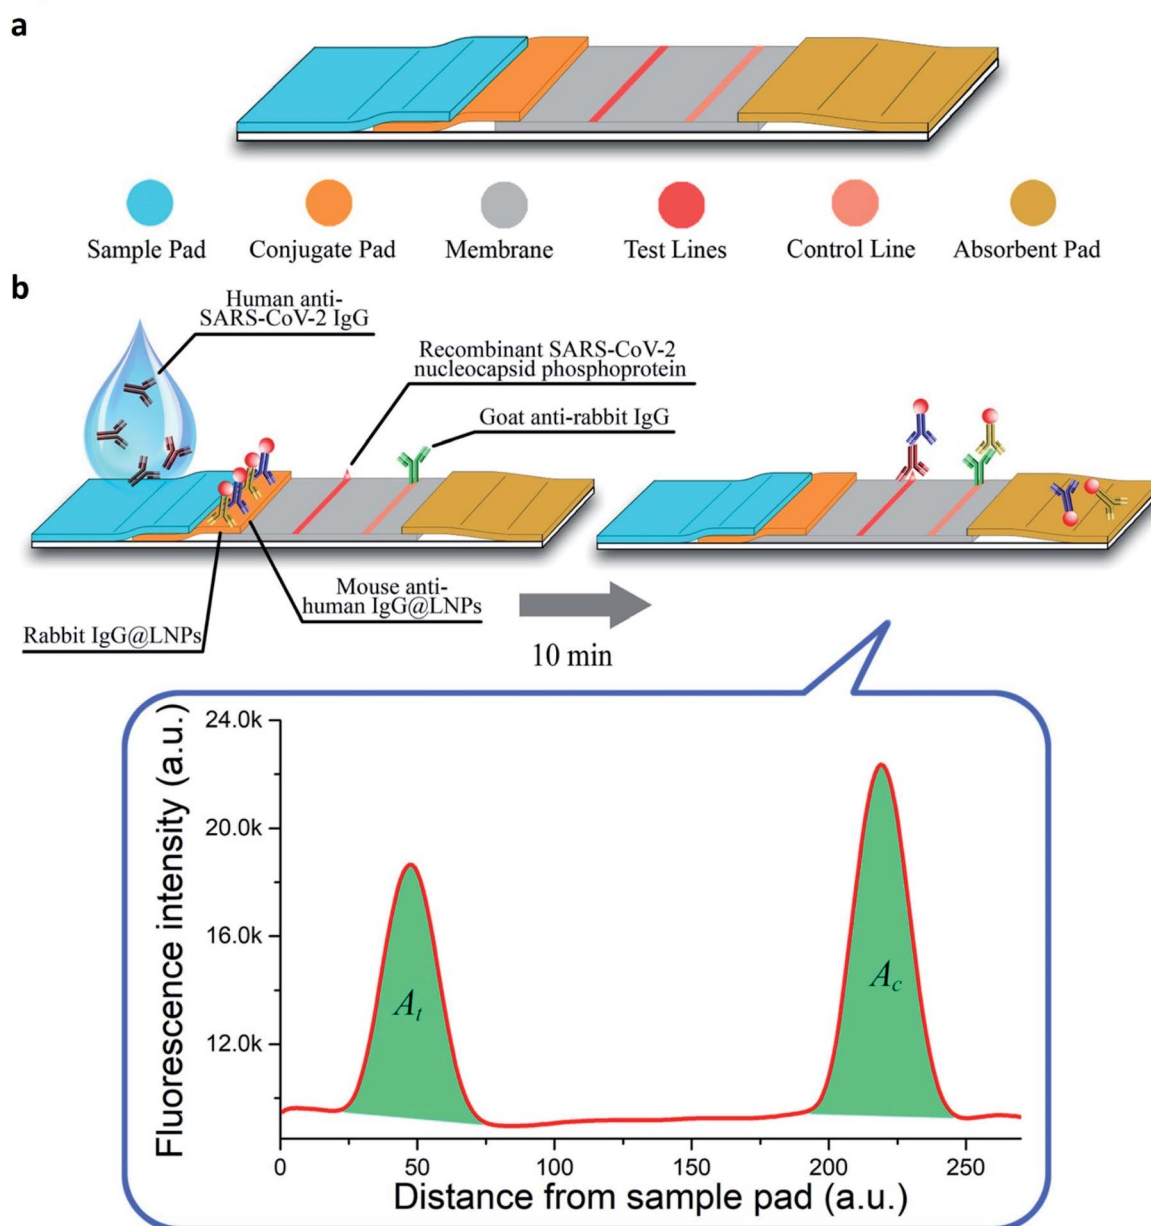 a
Sample Pad
Conjugate Pad
Membrane
Test Lines
Control Line
Absorbent Pad
b
Human anti-
SARS-CoV-2 IgG
Recombinant SARS-CoV-2
nucleocapsid phosphoprotein
Goat anti-rabbit IgG
Mouse anti-
human IgG@LNPs
Rabbit IgG@LNPs
10 min
Fluorescence intensity (a.u.)
24.0k
20.0k
16.0k
12.0k
At
Ac
0 50 100 150 200 250
Distance from sample pad (a.u.)